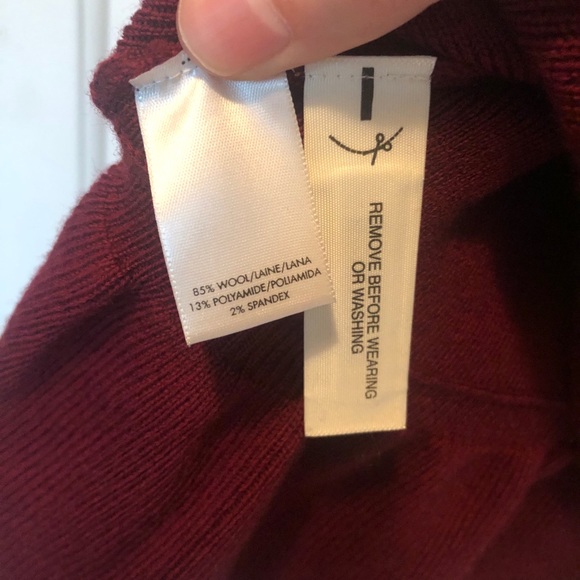 85% WOOL/LAINE/LANA
13% POLYAMIDE/POLIAMIDA
2% SPANDEX
REMOVE BEFORE WEARING
OR WASHING